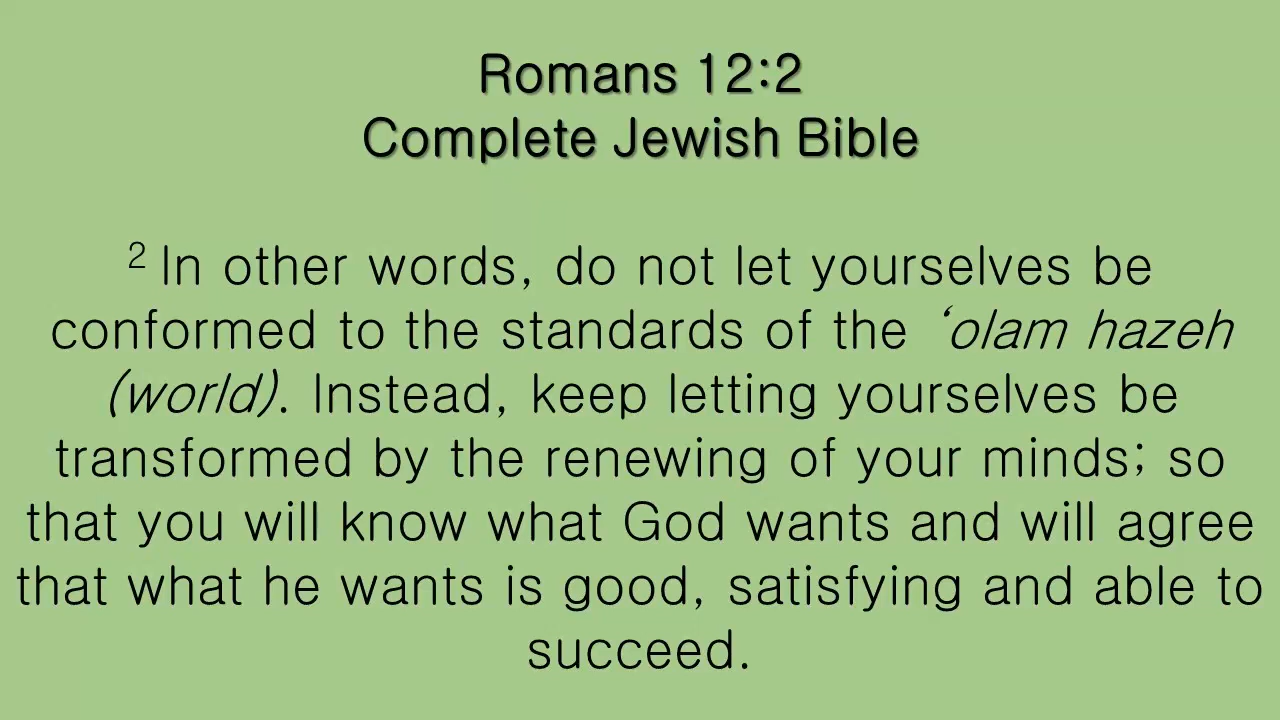 Romans 12:2
Complete Jewish Bible
2 In other words, do not let yourselves be
conformed to the standards of the ‘olam hazeh
(world). Instead, keep letting yourselves be
transformed by the renewing of your minds; so
that you will know what God wants and will agree
that what he wants is good, satisfying and able to
succeed.